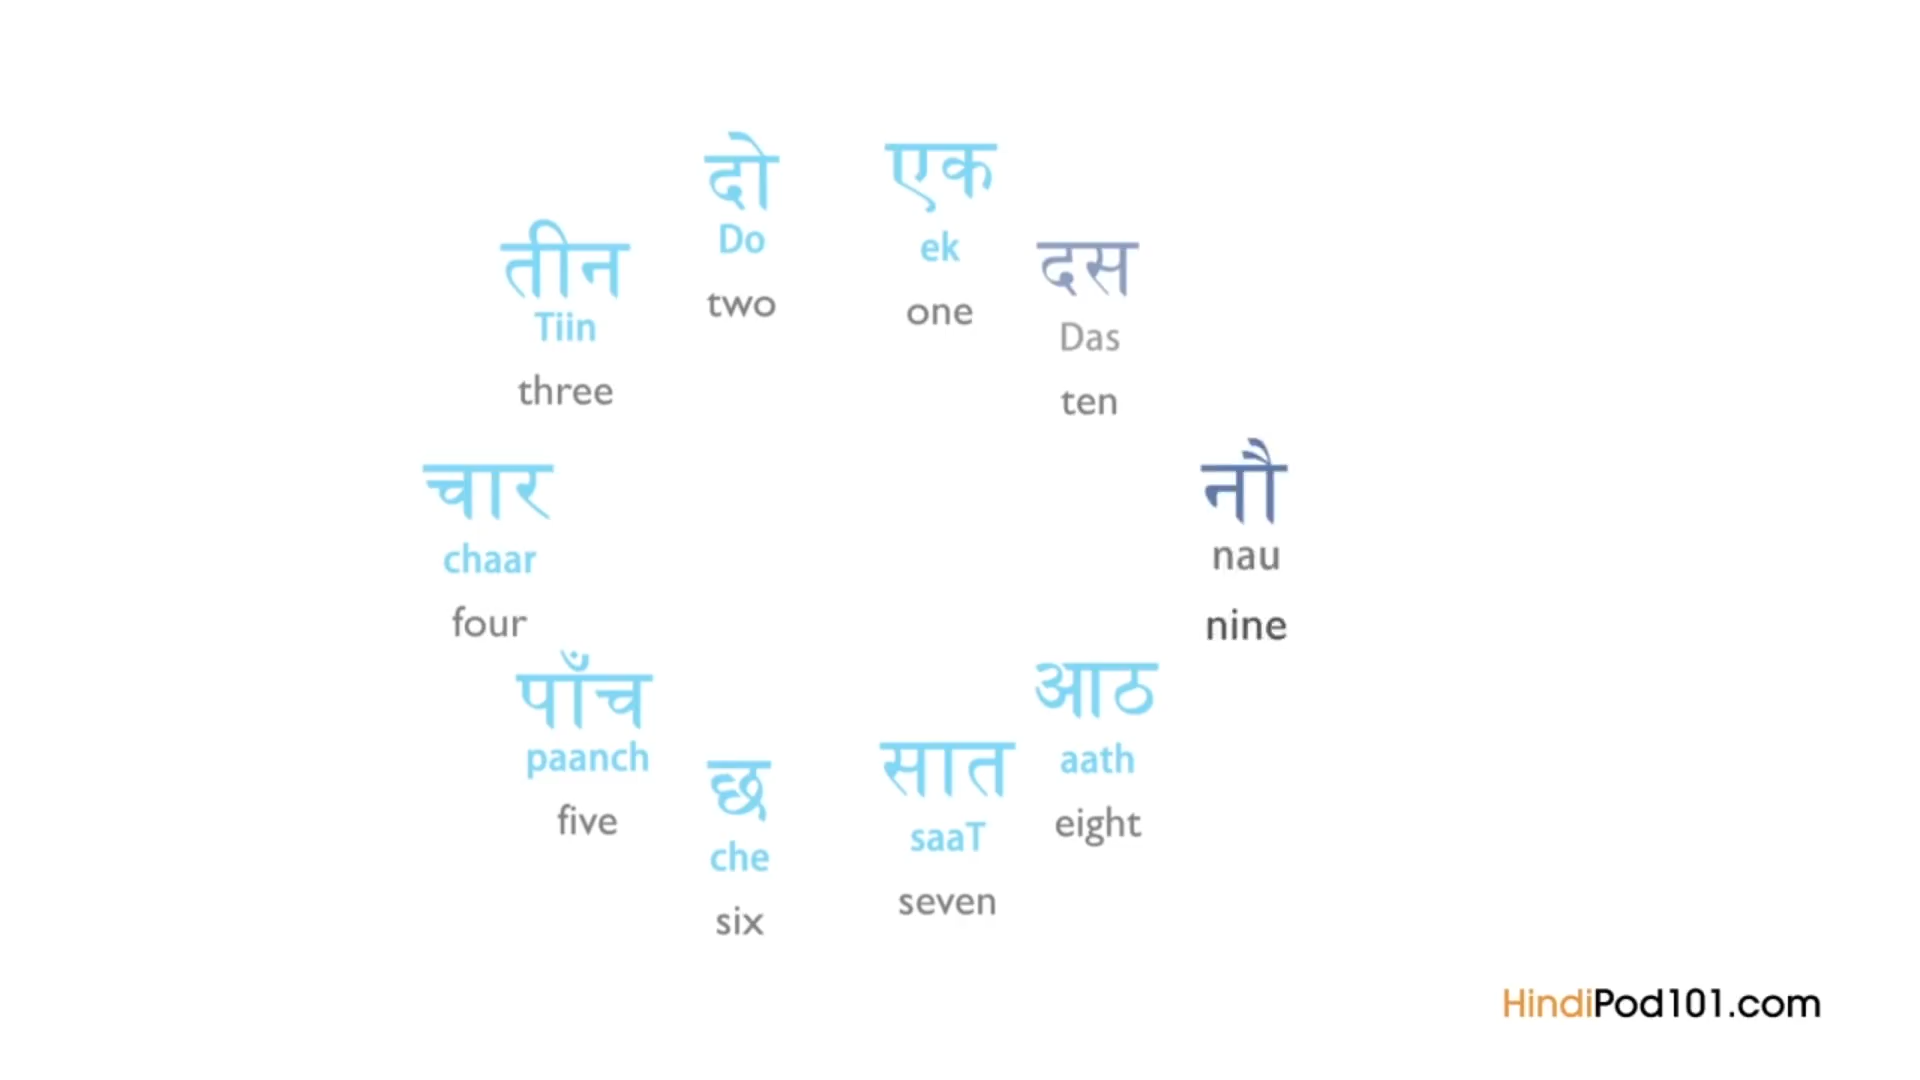 एक
ek
one
दो
Do
two
तीन
Tiin
three
चार
chaar
four
पाँच
paanch
five
छ
che
six
सात
saaT
seven
आठ
aath
eight
नौ
nau
nine
दस
Das
ten
HindiPod101.com